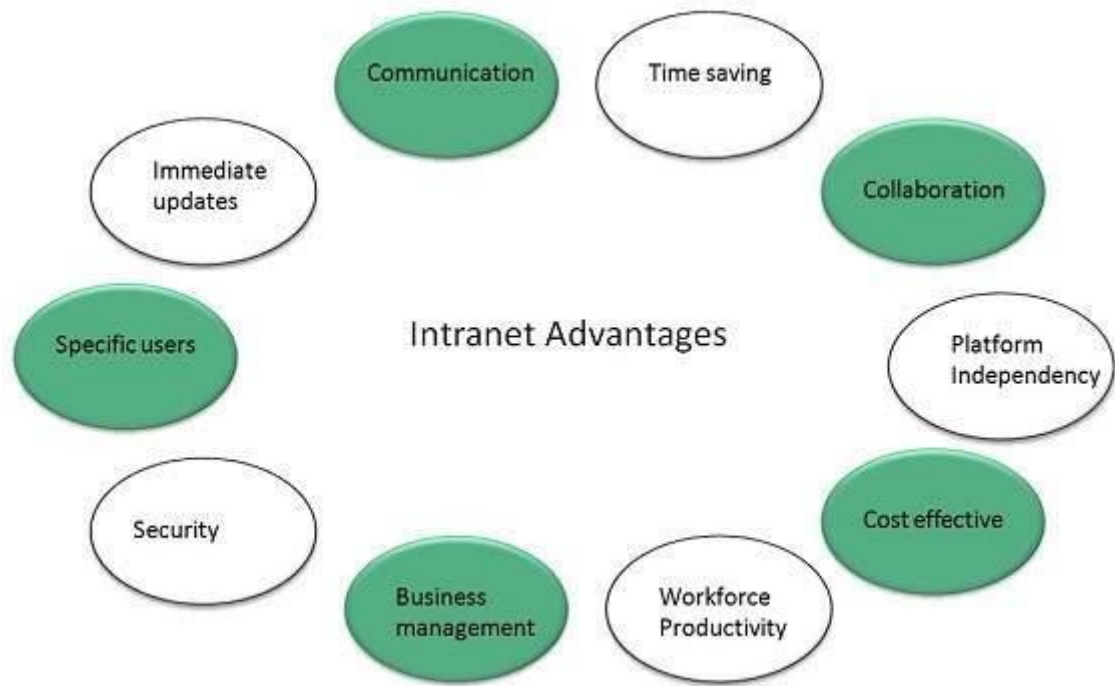 Communication
Time saving
Immediate
updates
Collaboration
Specific users
Intranet Advantages
Platform
Independency
Security
Cost effective
Business
management
Workforce
Productivity